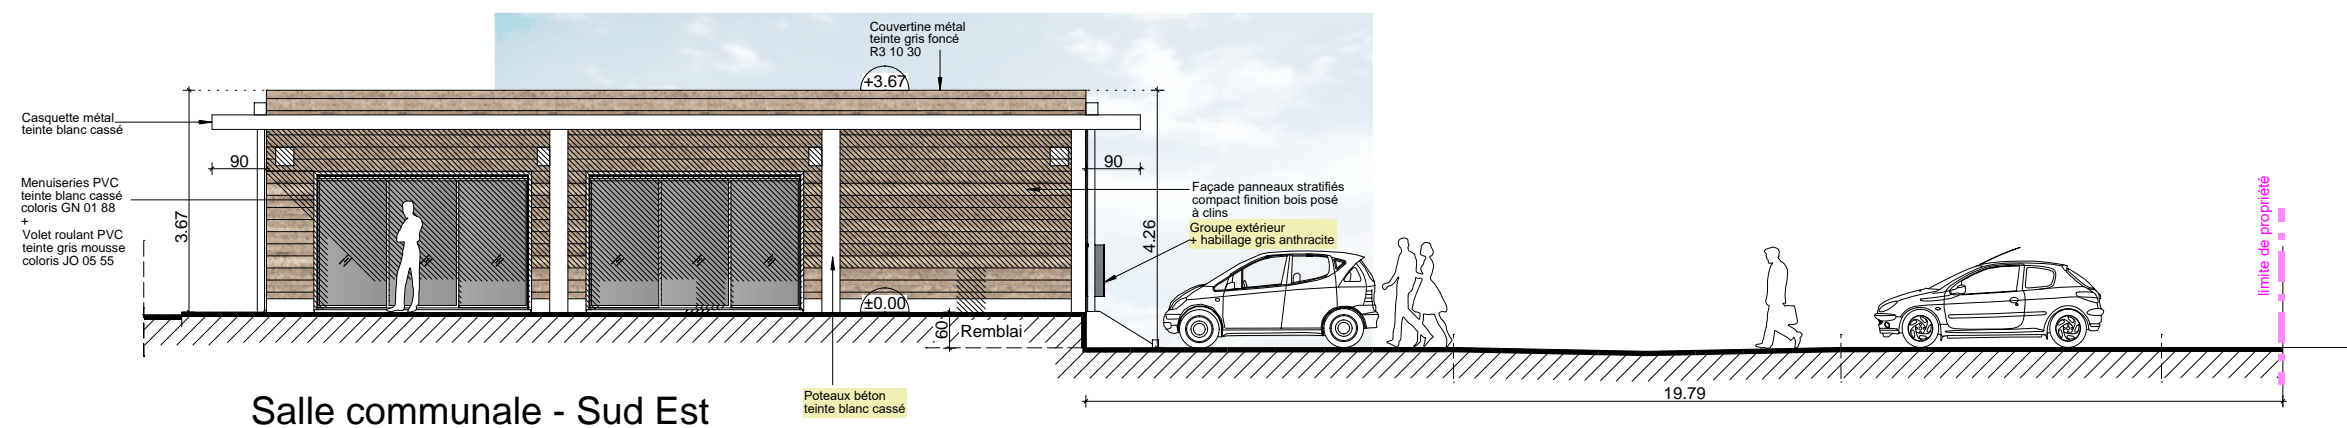 Couvertine métal
teinte gris foncé
R3 10 30
+3.67
Casquette métal
teinte blanc cassé
90
90
Menuiseries PVC
teinte blanc cassé
coloris GN 01 88
+
Volet roulant PVC
teinte gris mousse
coloris JO 05 55
3.67
Façade panneaux stratifiés
compact finition bois posé
à clins
Groupe extérieur
+ habillage gris anthracite
4.26
limite de propriété
±0.00
60
Remblai
19.79
Poteaux béton
teinte blanc cassé
Salle communale - Sud Est